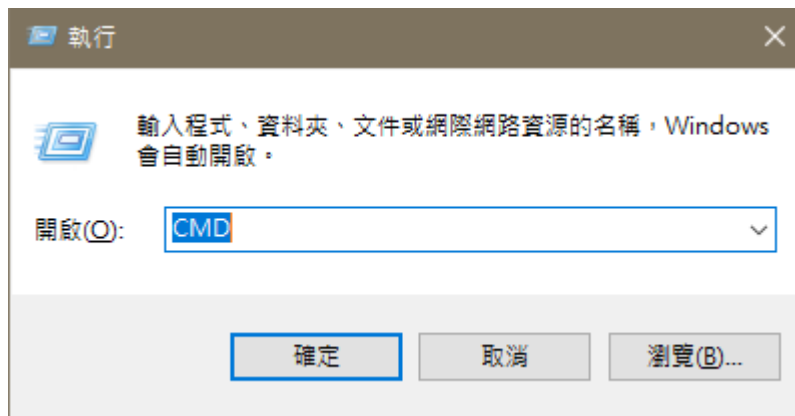 執行
輸入程式、資料夾、文件或網際網路資源的名稱，Windows
會自動開啟。
開啟(O):
CMD
確定
取消
瀏覽(B)...